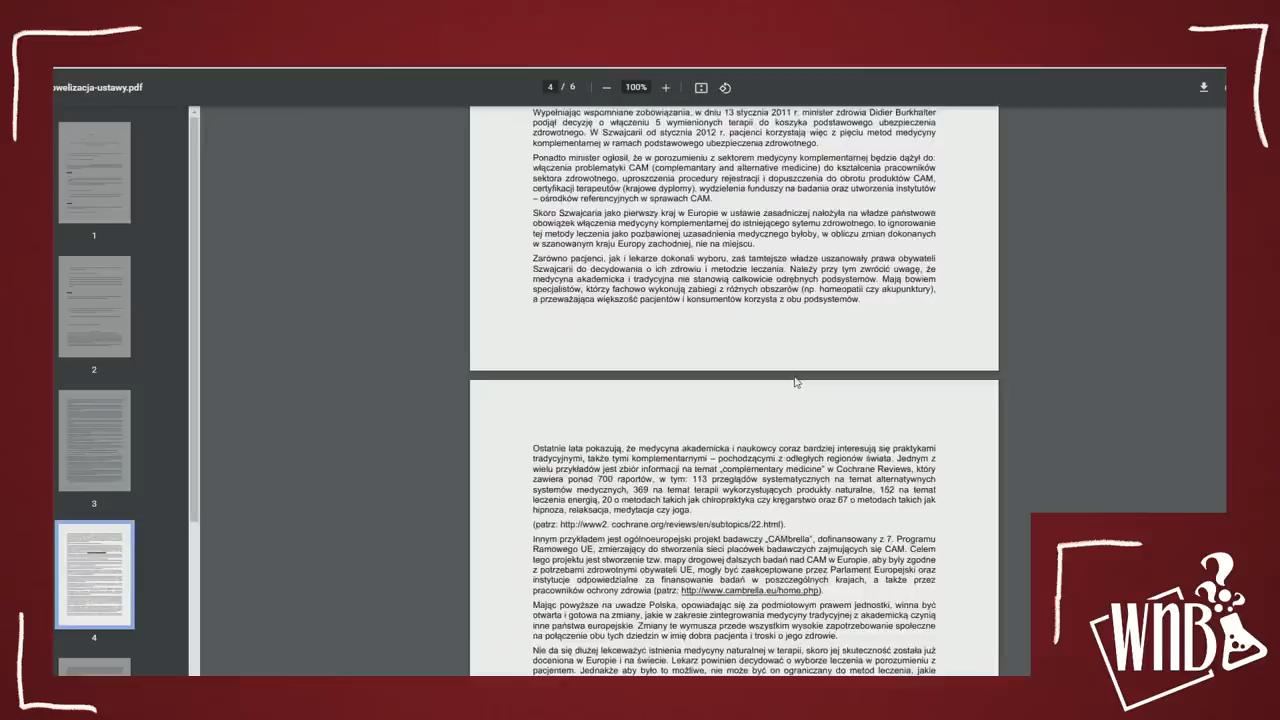 owelizacja-ustawy.pdf
4 / 6
100%
Wypełniając wspomniane zobowiązania, w dniu 13 stycznia 2011 r. minister zdrowia Didier Burkhalter
podjął decyzję o włączeniu 5 wymienionych terapii do koszyka podstawowego ubezpieczenia
zdrowotnego. W Szwajcarii od stycznia 2012 r. pacjenci korzystają więc z pięciu metod medycyny
komplementarnej w ramach podstawowego ubezpieczenia zdrowotnego.
Ponadto minister ogłosił, że w porozumieniu z sektorem medycyny komplementarnej będzie dążył do:
włączenia problematyki CAM (complemantary and alternative medicine) do kształcenia pracowników
sektora zdrowotnego, uproszczenia procedury rejestracji i dopuszczenia do obrotu produktów CAM,
certyfikacji terapeutów (krajowe dyplomy), wydzielenia funduszy na badania oraz utworzenia instytutów
– ośrodków referencyjnych w sprawach CAM.
Skoro Szwajcaria jako pierwszy kraj w Europie w ustawie zasadniczej nałożyła na władze państwowe
obowiązek włączenia medycyny komplementarnej do istniejącego sytemu zdrowotnego, to ignorowanie
tej metody leczenia jako pozbawionej uzasadnienia medycznego byłoby, w obliczu zmian dokonanych
w szanowanym kraju Europy zachodniej, nie na miejscu.
Zarówno pacjenci, jak i lekarze dokonali wyboru, zaś tamtejsze władze uszanowały prawa obywateli
Szwajcarii do decydowania o ich zdrowiu i metodzie leczenia. Należy przy tym zwrócić uwagę, że
medycyna akademicka i tradycyjna nie stanowią całkowicie odrębnych podsystemów. Mają bowiem
specjalistów, którzy fachowo wykonują zabiegi z różnych obszarów (np. homeopatii czy akupunktury),
a przeważająca większość pacjentów i konsumentów korzysta z obu podsystemów.
1
2
3
4
Ostatnie lata pokazują, że medycyna akademicka i naukowcy coraz bardziej interesują się praktykami
tradycyjnymi, także tymi komplementarnymi – pochodzącymi z odległych regionów świata. Jednym z
wielu przykładów jest zbiór informacji na temat „complementary medicine” w Cochrane Reviews, który
zawiera ponad 700 raportów, w tym: 113 przeglądów systematycznych na temat alternatywnych
systemów medycznych, 369 na temat terapii wykorzystujących produkty naturalne, 152 na temat
leczenia energią, 20 o metodach takich jak chiropraktyka czy kręgarstwo oraz 67 o metodach takich jak
hipnoza, relaksacja, medytacja czy joga.
(patrz: http://www2. cochrane.org/reviews/en/subtopics/22.html).
Innym przykładem jest ogólnoeuropejski projekt badawczy „CAMbrella”, dofinansowany z 7. Programu
Ramowego UE, zmierzający do stworzenia sieci placówek badawczych zajmujących się CAM. Celem
tego projektu jest stworzenie tzw. mapy drogowej dalszych badań nad CAM w Europie, aby były zgodne
z potrzebami zdrowotnymi obywateli UE, mogły być zaakceptowane przez Parlament Europejski oraz
instytucje odpowiedzialne za finansowanie badań w poszczególnych krajach, a także przez
pracowników ochrony zdrowia (patrz: http://www.cambrella.eu/home.php).
Mając powyższe na uwadze Polska, opowiadając się za podmiotowym prawem jednostki, winna być
otwarta i gotowa na zmiany, jakie w zakresie zintegrowania medycyny tradycyjnej z akademicką czynią
inne państwa europejskie. Zmiany te wymusza przede wszystkim wysokie zapotrzebowanie społeczne
na połączenie obu tych dziedzin w imię dobra pacjenta i troski o jego zdrowie.
Nie da się dłużej lekceważyć istnienia medycyny naturalnej w terapii, skoro jej skuteczność została już
doceniona w Europie i na świecie. Lekarz powinien decydować o wyborze leczenia w porozumieniu z
pacjentem. Jednakże aby było to możliwe, nie może być on ograniczany do metod leczenia, jakie
WNB